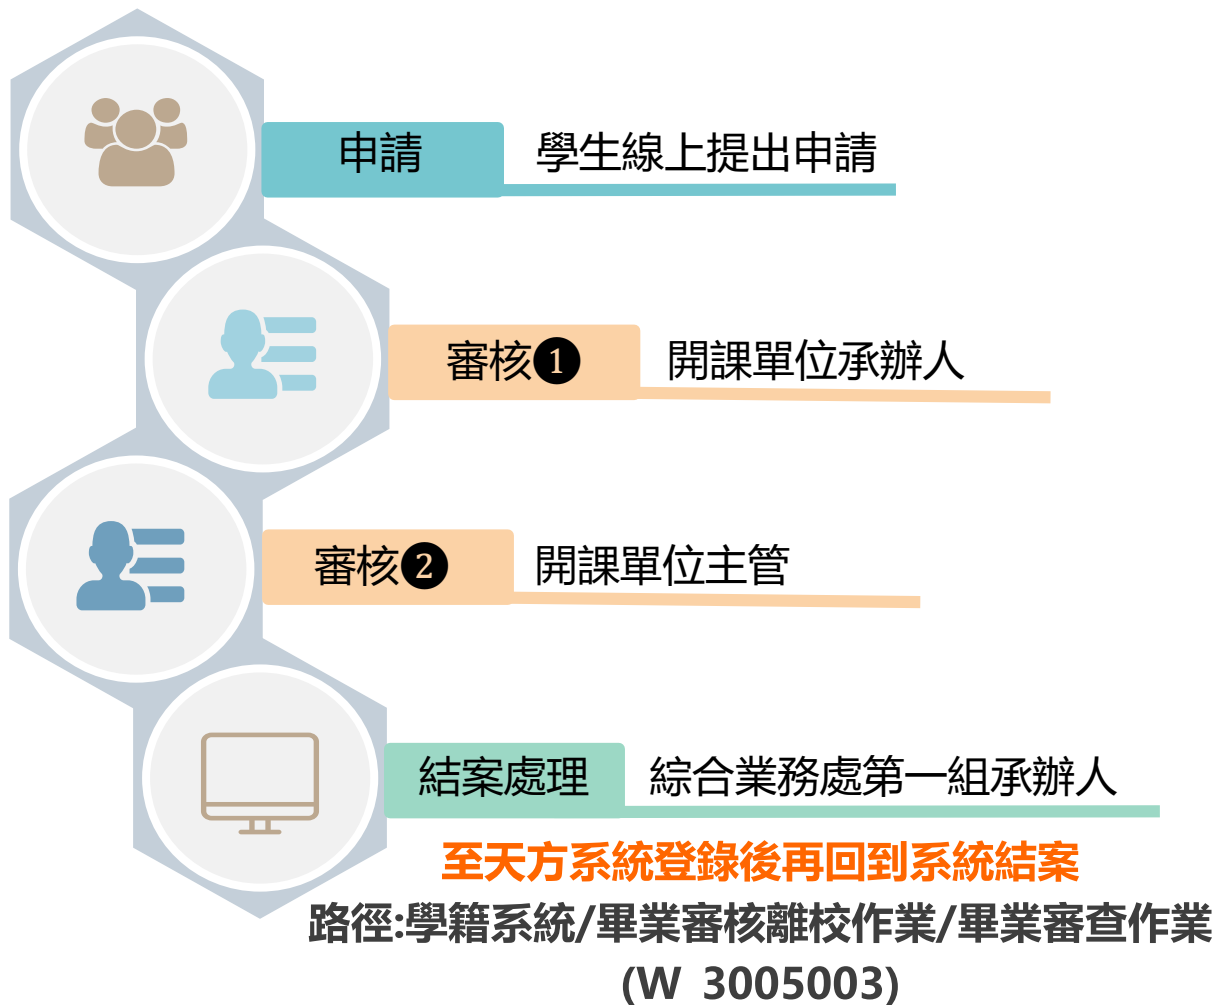 申請 學生線上提出申請
審核❶ 開課單位承辦人
審核❷ 開課單位主管
結案處理 綜合業務處第一組承辦人
至天方系統登錄後再回到系統結案
路徑:學籍系統/畢業審核離校作業/畢業審查作業
(W 3005003)